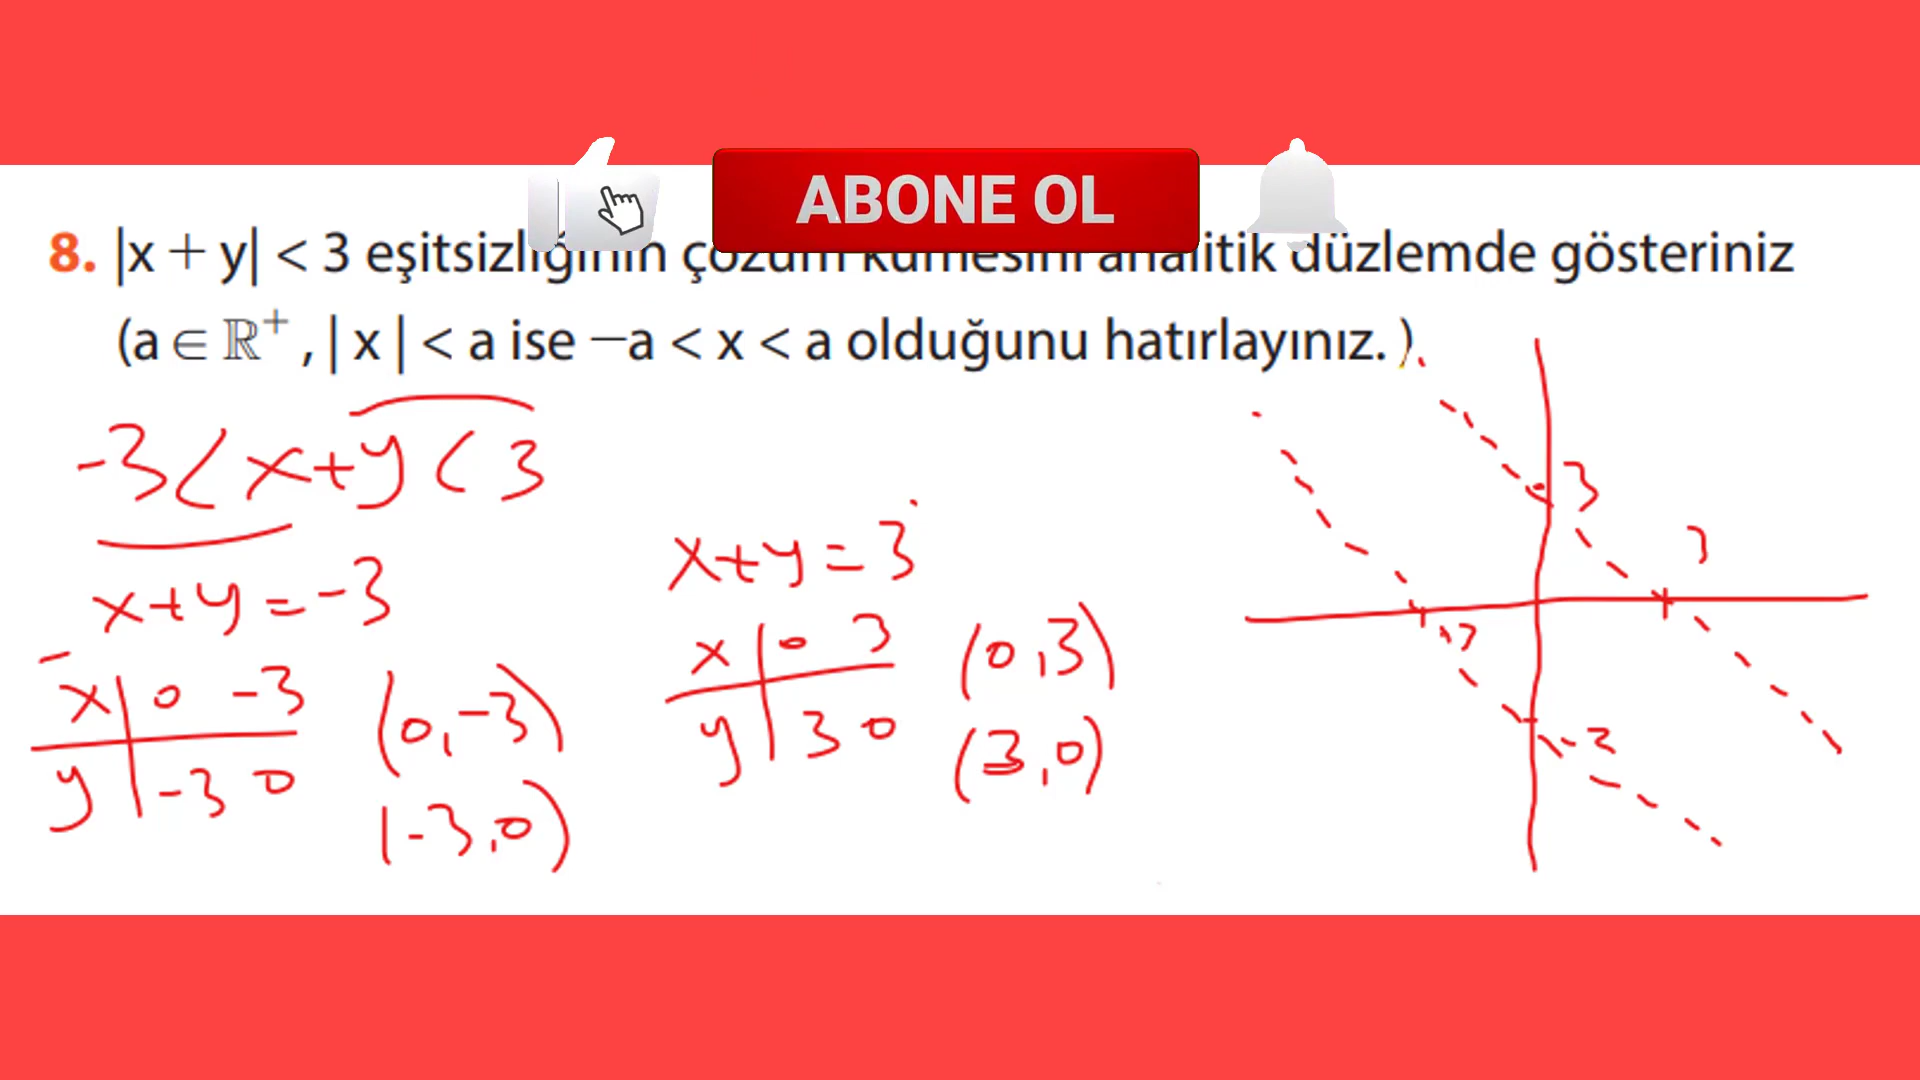 ABONE OL
8. |x + y| < 3 eşitsizliğinin çözüm kümesini analitik düzlemde gösteriniz
(a ∈ ℝ⁺ , | x | < a ise −a < x < a olduğunu hatırlayınız. ).
-3 < x+y < 3
x+y = -3
x | 0 -3
y | -3 0
(0, -3)
(-3, 0)
x+y = 3
x | 0 3
y | 3 0
(0, 3)
(3, 0)
3
3
-3